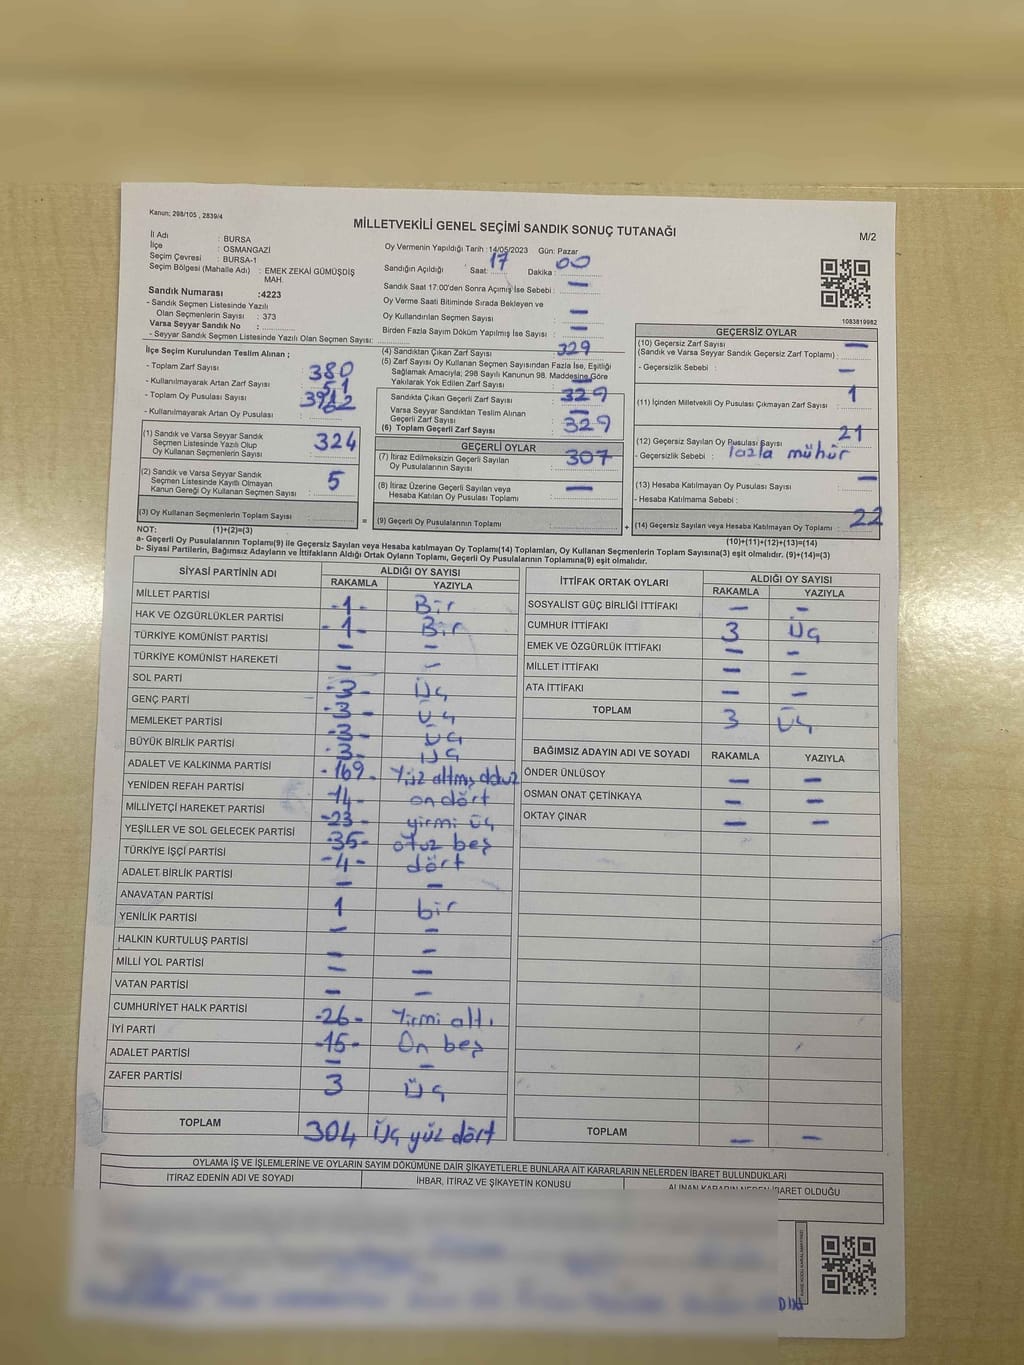 Kanun; 298/105 , 2839/4
MİLLETVEKİLİ GENEL SEÇİMİ SANDIK SONUÇ TUTANAĞI
M/2
İl Adı : BURSA
İlçe : OSMANGAZİ
Seçim Çevresi : BURSA-1
Seçim Bölgesi (Mahalle Adı) : EMEK ZEKAİ GÜMÜŞDİŞ MAH.
Sandık Numarası :4223
- Sandık Seçmen Listesinde Yazılı
Olan Seçmenlerin Sayısı : 373
Varsa Seyyar Sandık No :
- Seyyar Sandık Listesinde Yazılı Olan Seçmen Sayısı:
Oy Vermenin Yapıldığı Tarih :14/05/2023 Gün: Pazar
Sandığın Açıldığı Saat: 17 Dakika : 00
Sandık Saat 17:00'den Sonra Açımış İse Sebebi : —
Oy Verme Saati Bitiminde Sırada Bekleyen ve
Oy Kullandırılan Seçmen Sayısı : —
Birden Fazla Sayım Döküm Yapılmış İse Sayısı : —
1083819982
İlçe Seçim Kurulundan Teslim Alınan ;
- Toplam Zarf Sayısı : 380
- Kullanılmayarak Artan Zarf Sayısı : 51
- Toplam Oy Pusulası Sayısı :
- Kullanılmayarak Artan Oy Pusulası :
(1) Sandık ve Varsa Seyyar Sandık
Seçmen Listesinde Yazılı Olup
Oy Kullanan Seçmenlerin Sayısı : 324
(2) Sandık ve Varsa Seyyar Sandık
Seçmen Listesinde Kayıtlı Olmayan
Kanun Gereği Oy Kullanan Seçmen Sayısı : 5
(3) Oy Kullanan Seçmenlerin Toplam Sayısı :
(4) Sandıktan Çıkan Zarf Sayısı : 329
(5) Zarf Sayısı Oy Kullanan Seçmen Sayısından Fazla İse, Eşitliği
Sağlamak Amacıyla; 298 Sayılı Kanunun 98. Maddesine Göre
Yakılarak Yok Edilen Zarf Sayısı : —
Sandıkta Çıkan Geçerli Zarf Sayısı : 329
Varsa Seyyar Sandıktan Teslim Alınan
Geçerli Zarf Sayısı : —
(6) Toplam Geçerli Zarf Sayısı : 329
GEÇERLİ OYLAR
(7) İtiraz Edilmeksizin Geçerli Sayılan
Oy Pusulalarının Sayısı : 307
(8) İtiraz Üzerine Geçerli Sayılan veya
Hesaba Katılan Oy Pusulası Toplamı : —
= (9) Geçerli Oy Pusulalarının Toplamı : +
GEÇERSİZ OYLAR
(10) Geçersiz Zarf Sayısı
(Sandık ve Varsa Seyyar Sandık Geçersiz Zarf Toplamı) : —
- Geçersizlik Sebebi : —
(11) İçinden Milletvekili Oy Pusulası Çıkmayan Zarf Sayısı : 1
(12) Geçersiz Sayılan Oy Pusulası Sayısı : 21
- Geçersizlik Sebebi : fazla mühür
(13) Hesaba Katılmayan Oy Pusulası Sayısı : —
- Hesaba Katılmama Sebebi :
(14) Geçersiz Sayılan veya Hesaba Katılmayan Oy Toplamı : 22
NOT: (1)+(2)=(3)
(10)+(11)+(12)+(13)=(14)
a- Geçerli Oy Pusulalarının Toplamı(9) ile Geçersiz Sayılan veya Hesaba katılmayan Oy Toplamı(14) Toplamları, Oy Kullanan Seçmenlerin Toplam Sayısına(3) eşit olmalıdır. (9)+(14)=(3)
b- Siyasi Partilerin, Bağımsız Adayların ve İttifakların Aldığı Ortak Oyların Toplamı, Geçerli Oy Pusulalarının Toplamına(9) eşit olmalıdır.
SİYASİ PARTİNİN ADI ALDIĞI OY SAYISI
RAKAMLA YAZIYLA
MİLLET PARTİSİ -1- Bir
HAK VE ÖZGÜRLÜKLER PARTİSİ -1- Bir
TÜRKİYE KOMÜNİST PARTİSİ — —
TÜRKİYE KOMÜNİST HAREKETİ — —
SOL PARTİ -3- Üç
GENÇ PARTİ -3- Üç
MEMLEKET PARTİSİ -3- Üç
BÜYÜK BİRLİK PARTİSİ -3- Üç
ADALET VE KALKINMA PARTİSİ -169- Yüz altmış dokuz
YENİDEN REFAH PARTİSİ -14- on dört
MİLLİYETÇİ HAREKET PARTİSİ -23- yirmi üç
YEŞİLLER VE SOL GELECEK PARTİSİ -35- otuz beş
TÜRKİYE İŞÇİ PARTİSİ -4- dört
ADALET BİRLİK PARTİSİ — —
ANAVATAN PARTİSİ 1 bir
YENİLİK PARTİSİ — —
HALKIN KURTULUŞ PARTİSİ — —
MİLLİ YOL PARTİSİ — —
VATAN PARTİSİ — —
CUMHURİYET HALK PARTİSİ -26- Yirmi altı
İYİ PARTİ -15- On beş
ADALET PARTİSİ — —
ZAFER PARTİSİ 3 Üç
TOPLAM 304 Üç yüz dört
İTTİFAK ORTAK OYLARI ALDIĞI OY SAYISI
RAKAMLA YAZIYLA
SOSYALİST GÜÇ BİRLİĞİ İTTİFAKI — —
CUMHUR İTTİFAKI 3 Üç
EMEK VE ÖZGÜRLÜK İTTİFAKI — —
MİLLET İTTİFAKI — —
ATA İTTİFAKI — —
TOPLAM 3 Üç
BAĞIMSIZ ADAYIN ADI VE SOYADI RAKAMLA YAZIYLA
ÖNDER ÜNLÜSOY — —
OSMAN ONAT ÇETİNKAYA — —
OKTAY ÇINAR — —
TOPLAM — —
OYLAMA İŞ VE İŞLEMLERİNE VE OYLARIN SAYIM DÖKÜMÜNE DAİR ŞİKAYETLERLE BUNLARA AİT KARARLARIN NELERDEN İBARET BULUNDUKLARI
İTİRAZ EDENİN ADI VE SOYADI İHBAR, İTİRAZ VE ŞİKAYETİN KONUSU ALINAN KARARIN NEDEN İBARET OLDUĞU